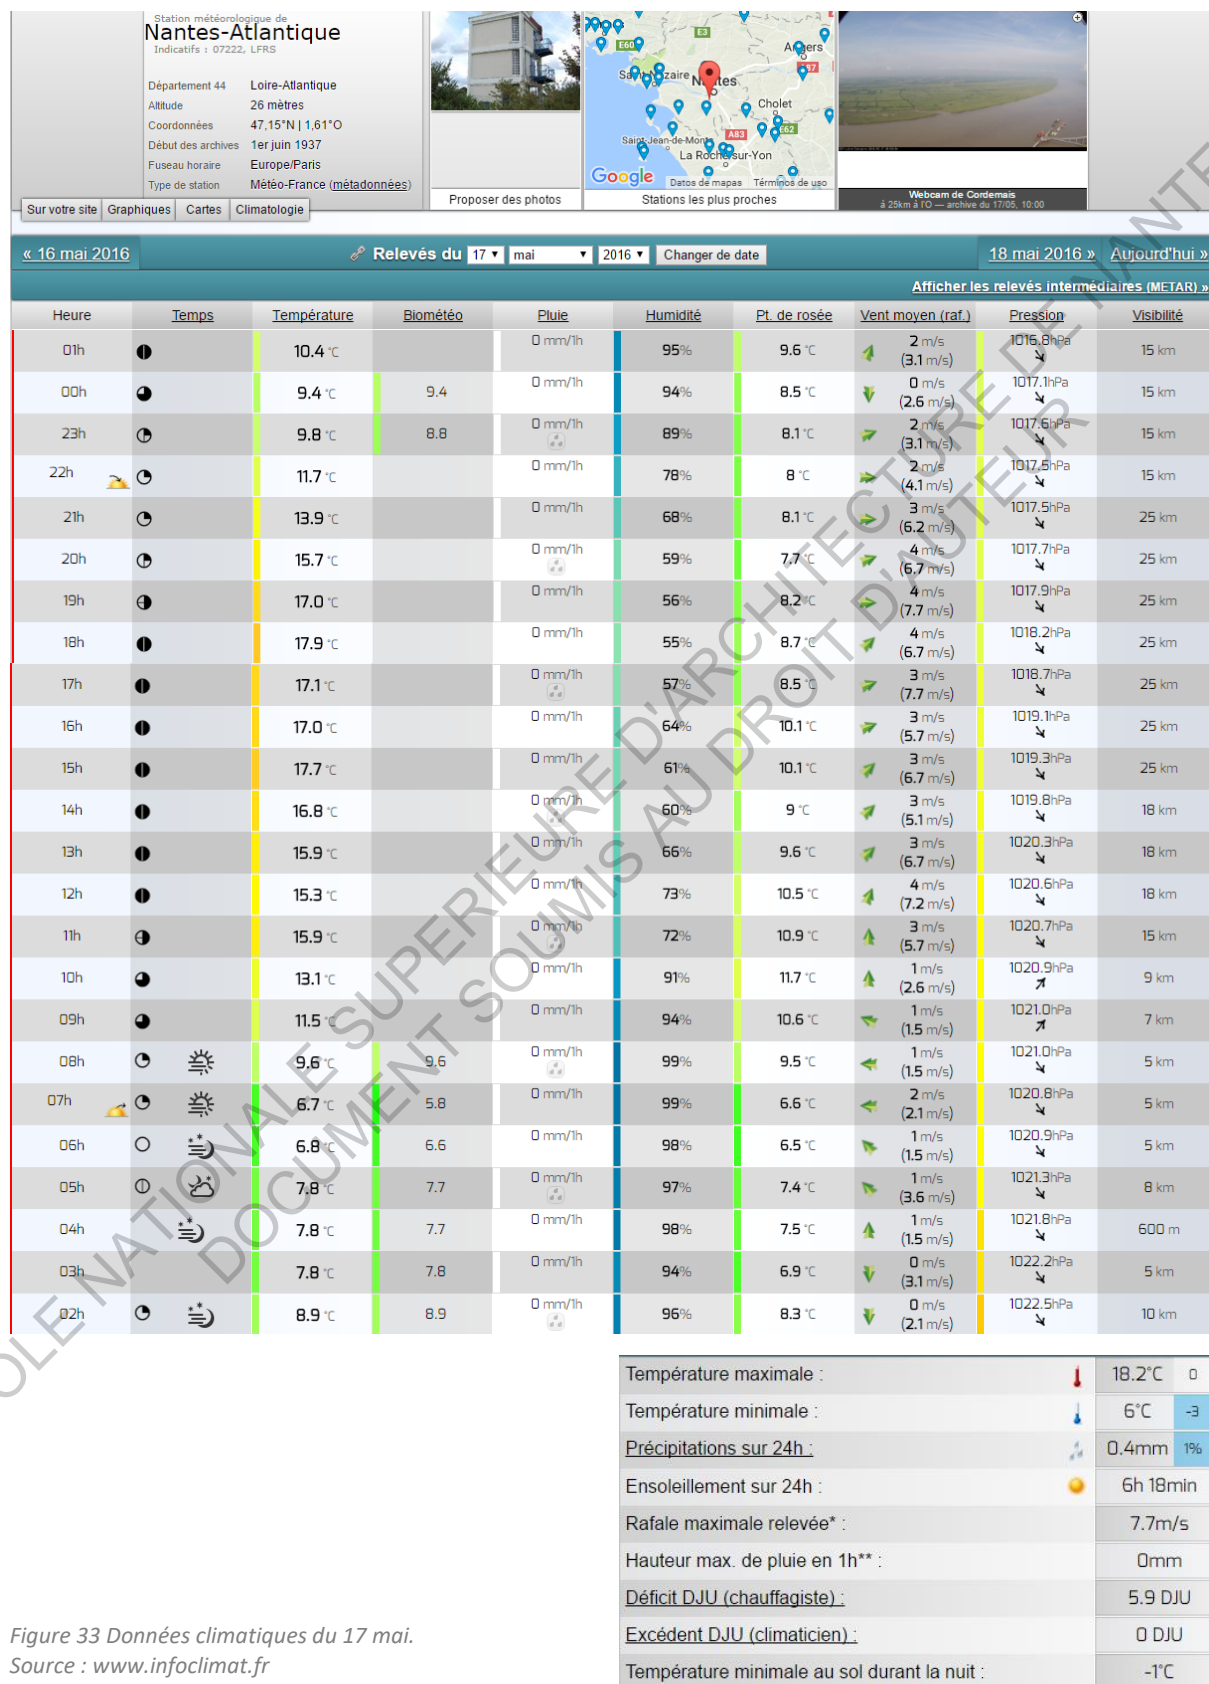 Station météorologique de
Nantes-Atlantique
Indicatifs : 07222, LFRS
Département 44 Loire-Atlantique
Altitude 26 mètres
Coordonnées 47,15°N | 1,61°O
Début des archives 1er juin 1937
Fuseau horaire Europe/Paris
Type de station Météo-France (métadonnées)
Sur votre site Graphiques Cartes Climatologie
Proposer des photos
E3
E60
Angers
Nantes
Cholet
A83
E62
La Roche-sur-Yon
Google Datos de mapas Términos de uso
Stations les plus proches
Webcam de Cordemais
à 25km à l'O — archive du 17/05, 10:00
« 16 mai 2016 Relevés du 17 mai 2016 Changer de date 18 mai 2016 » Aujourd'hui »
Afficher les relevés intermédiaires (METAR) »
Heure Temps Température Biométéo Pluie Humidité Pt. de rosée Vent moyen (raf.) Pression Visibilité
01h 10.4 °C 0 mm/1h 95% 9.6 °C 2 m/s (3.1 m/s) 1016.8hPa 15 km
00h 9.4 °C 9.4 0 mm/1h 94% 8.5 °C 0 m/s (2.6 m/s) 1017.1hPa 15 km
23h 9.8 °C 8.8 0 mm/1h 89% 8.1 °C 2 m/s (3.1 m/s) 1017.6hPa 15 km
22h 11.7 °C 0 mm/1h 78% 8 °C 2 m/s (4.1 m/s) 1017.5hPa 15 km
21h 13.9 °C 0 mm/1h 68% 8.1 °C 3 m/s (6.2 m/s) 1017.5hPa 25 km
20h 15.7 °C 0 mm/1h 59% 7.7 °C 4 m/s (6.7 m/s) 1017.7hPa 25 km
19h 17.0 °C 0 mm/1h 56% 8.2 °C 4 m/s (7.7 m/s) 1017.9hPa 25 km
18h 17.9 °C 0 mm/1h 55% 8.7 °C 4 m/s (6.7 m/s) 1018.2hPa 25 km
17h 17.1 °C 0 mm/1h 57% 8.5 °C 3 m/s (7.7 m/s) 1018.7hPa 25 km
16h 17.0 °C 0 mm/1h 64% 10.1 °C 3 m/s (5.7 m/s) 1019.1hPa 25 km
15h 17.7 °C 0 mm/1h 61% 10.1 °C 3 m/s (6.7 m/s) 1019.3hPa 25 km
14h 16.8 °C 0 mm/1h 60% 9 °C 3 m/s (5.1 m/s) 1019.8hPa 18 km
13h 15.9 °C 0 mm/1h 66% 9.6 °C 3 m/s (6.7 m/s) 1020.3hPa 18 km
12h 15.3 °C 0 mm/1h 73% 10.5 °C 4 m/s (7.2 m/s) 1020.6hPa 18 km
11h 15.9 °C 0 mm/1h 72% 10.9 °C 3 m/s (5.7 m/s) 1020.7hPa 15 km
10h 13.1 °C 0 mm/1h 91% 11.7 °C 1 m/s (2.6 m/s) 1020.9hPa 9 km
09h 11.5 °C 0 mm/1h 94% 10.6 °C 1 m/s (1.5 m/s) 1021.0hPa 7 km
08h 9.6 °C 9.6 0 mm/1h 99% 9.5 °C 1 m/s (1.5 m/s) 1021.0hPa 5 km
07h 6.7 °C 5.8 0 mm/1h 99% 6.6 °C 2 m/s (2.1 m/s) 1020.8hPa 5 km
06h 6.8 °C 6.6 0 mm/1h 98% 6.5 °C 1 m/s (1.5 m/s) 1020.9hPa 5 km
05h 7.8 °C 7.7 0 mm/1h 97% 7.4 °C 1 m/s (3.6 m/s) 1021.3hPa 8 km
04h 7.8 °C 7.7 0 mm/1h 98% 7.5 °C 1 m/s (1.5 m/s) 1021.8hPa 600 m
03h 7.8 °C 7.8 0 mm/1h 94% 6.9 °C 0 m/s (3.1 m/s) 1022.2hPa 5 km
02h 8.9 °C 8.9 0 mm/1h 96% 8.3 °C 0 m/s (2.1 m/s) 1022.5hPa 10 km
Température maximale : 18.2°C 0
Température minimale : 6°C -3
Précipitations sur 24h : 0.4mm 1%
Ensoleillement sur 24h : 6h 18min
Rafale maximale relevée* : 7.7m/s
Hauteur max. de pluie en 1h** : 0mm
Déficit DJU (chauffagiste) : 5.9 DJU
Excédent DJU (climaticien) : 0 DJU
Température minimale au sol durant la nuit : -1°C
Figure 33 Données climatiques du 17 mai.
Source : www.infoclimat.fr
OLE NATIONALE SUPERIEURE D'ARCHITECTURE DE NANTE
DOCUMENT SOUMIS AU DROIT D'AUTEUR